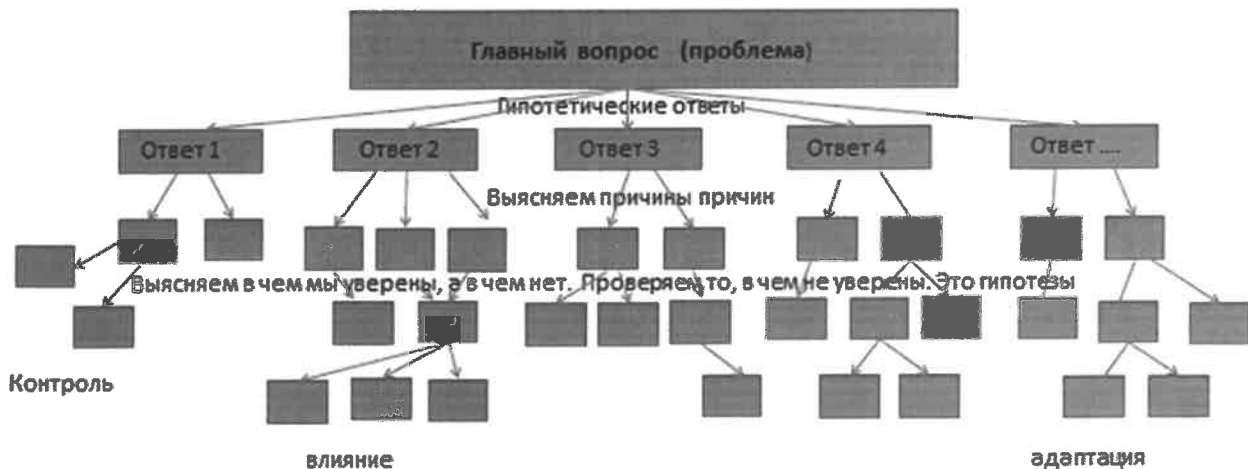 Главный вопрос (проблема)
Гипотетические ответы
Ответ 1
Ответ 2
Ответ 3
Ответ 4
Ответ ....
Выясняем причины причин
Выясняем в чем мы уверены, а в чем нет. Проверяем то, в чем не уверены. Это гипотезы
Контроль
влияние
адаптация